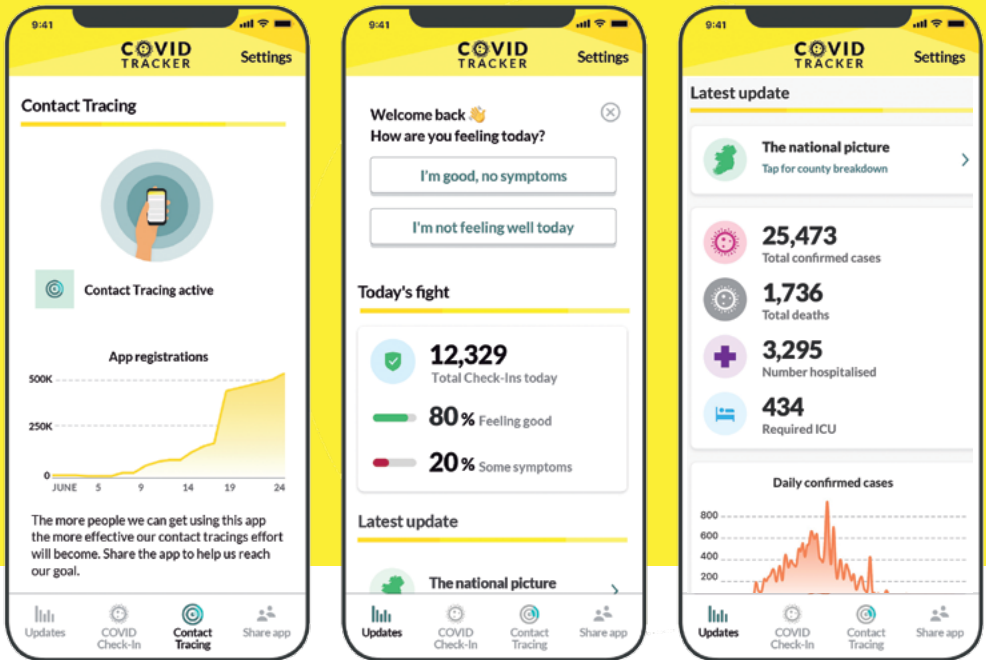 9:41
COVID
TRACKER
Settings
Contact Tracing
Contact Tracing active
App registrations
500K
250K
0
JUNE 5 9 14 19 24
The more people we can get using this app
the more effective our contact tracings effort
will become. Share the app to help us reach
our goal.
Updates
COVID
Check-In
Contact
Tracing
Share app
9:41
COVID
TRACKER
Settings
Welcome back 👋
How are you feeling today?
I'm good, no symptoms
I'm not feeling well today
Today's fight
12,329
Total Check-Ins today
80% Feeling good
20% Some symptoms
Latest update
The national picture
Updates
COVID
Check-In
Contact
Tracing
Share app
9:41
COVID
TRACKER
Settings
Latest update
The national picture
Tap for county breakdown
25,473
Total confirmed cases
1,736
Total deaths
3,295
Number hospitalised
434
Required ICU
Daily confirmed cases
800
600
400
200
Updates
COVID
Check-In
Contact
Tracing
Share app